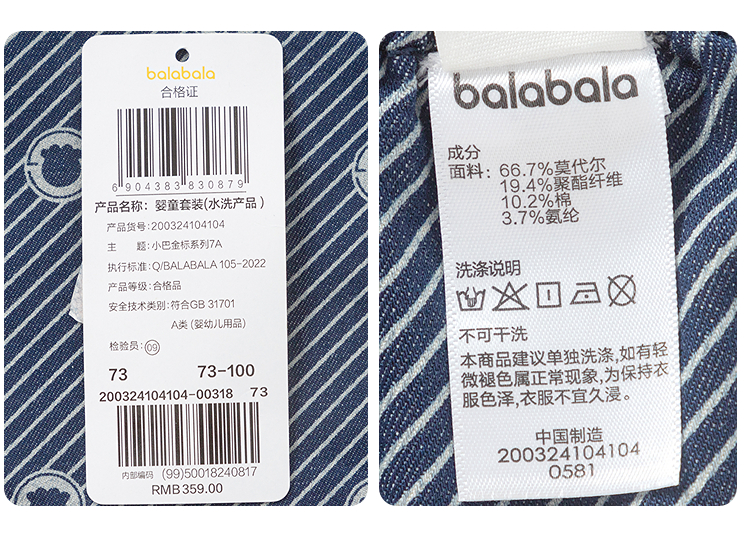 balabala
合格证
6904383830879
产品名称：婴童套装(水洗产品)
产品货号：200324104104
主 题：小巴金标系列7A
执行标准：Q/BALABALA 105-2022
产品等级：合格品
安全技术类别：符合GB 31701
A类 (婴幼儿用品)
检验员：09
73 73-100
200324104104-00318 73
内部编码 (99)50018240817
RMB359.00
balabala
成分
面料：66.7%莫代尔
19.4%聚酯纤维
10.2%棉
3.7%氨纶
洗涤说明
不可干洗
本商品建议单独洗涤,如有轻
微褪色属正常现象,为保持衣
服色泽,衣服不宜久浸。
中国制造
200324104104
0581